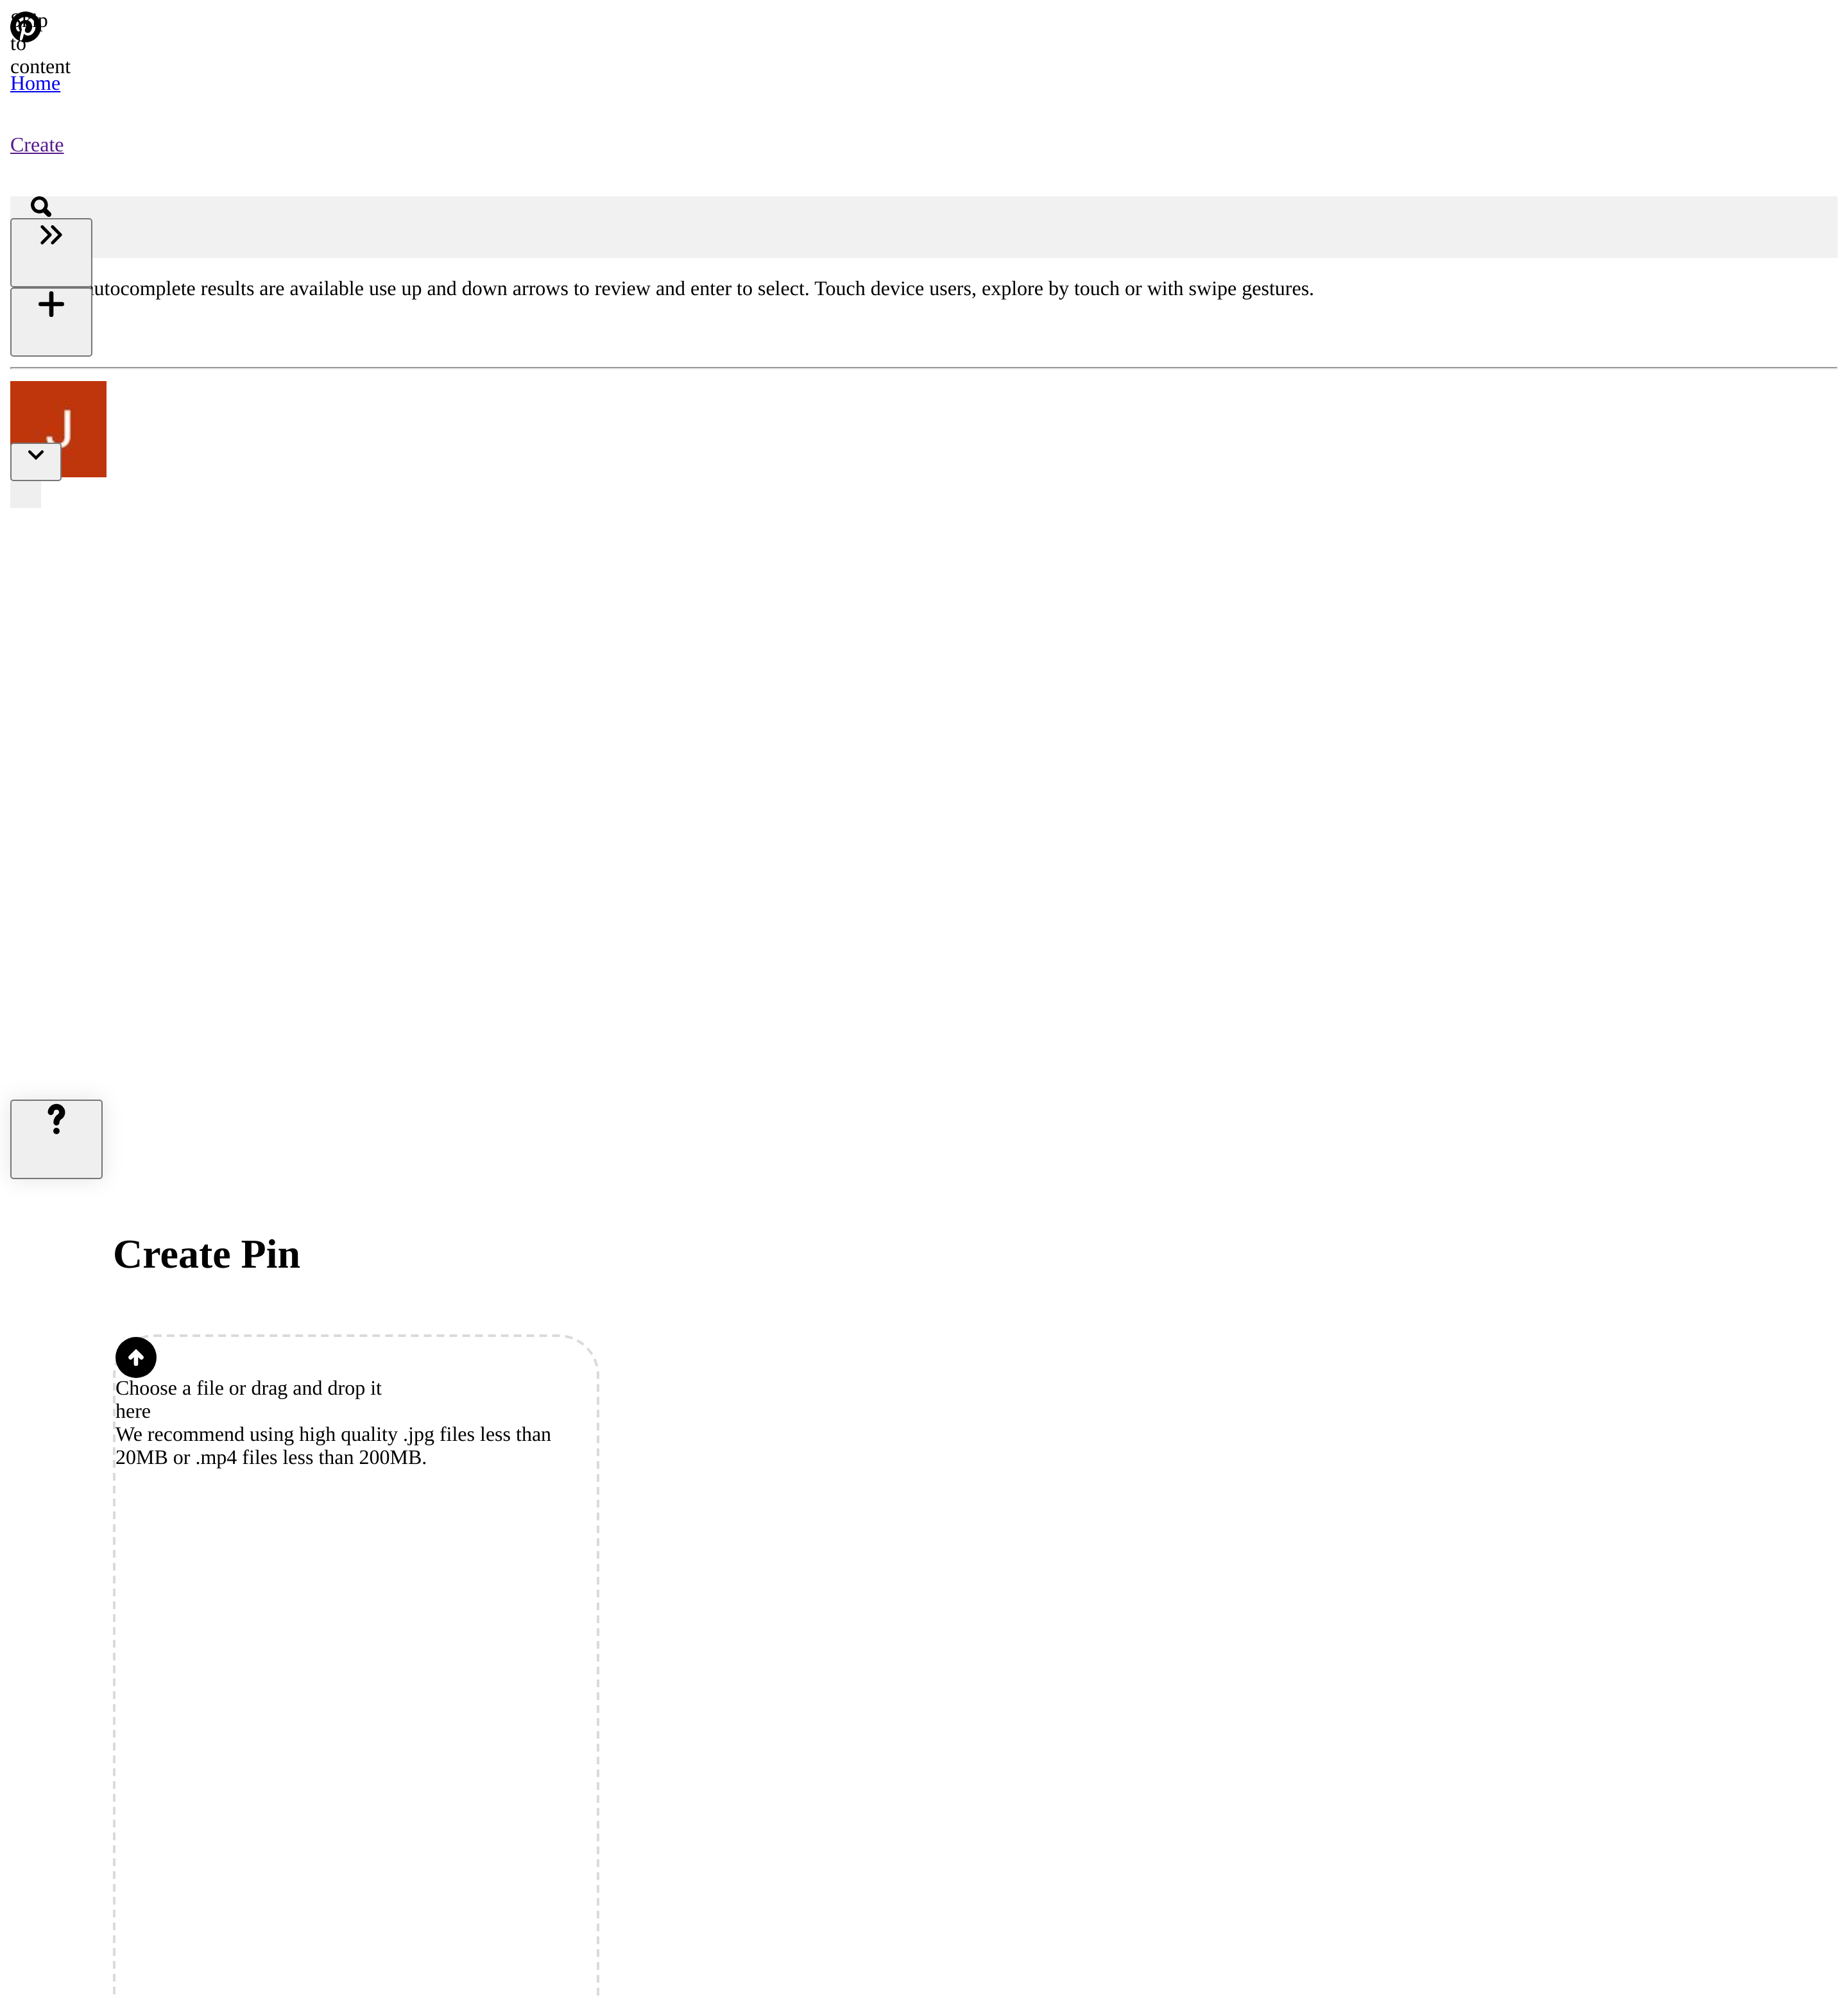 to
content
Home
Create
autocomplete results are available use up and down arrows to review and enter to select. Touch device users, explore by touch or with swipe gestures.
J
Create Pin
Choose a file or drag and drop it
here
We recommend using high quality .jpg files less than
20MB or .mp4 files less than 200MB.